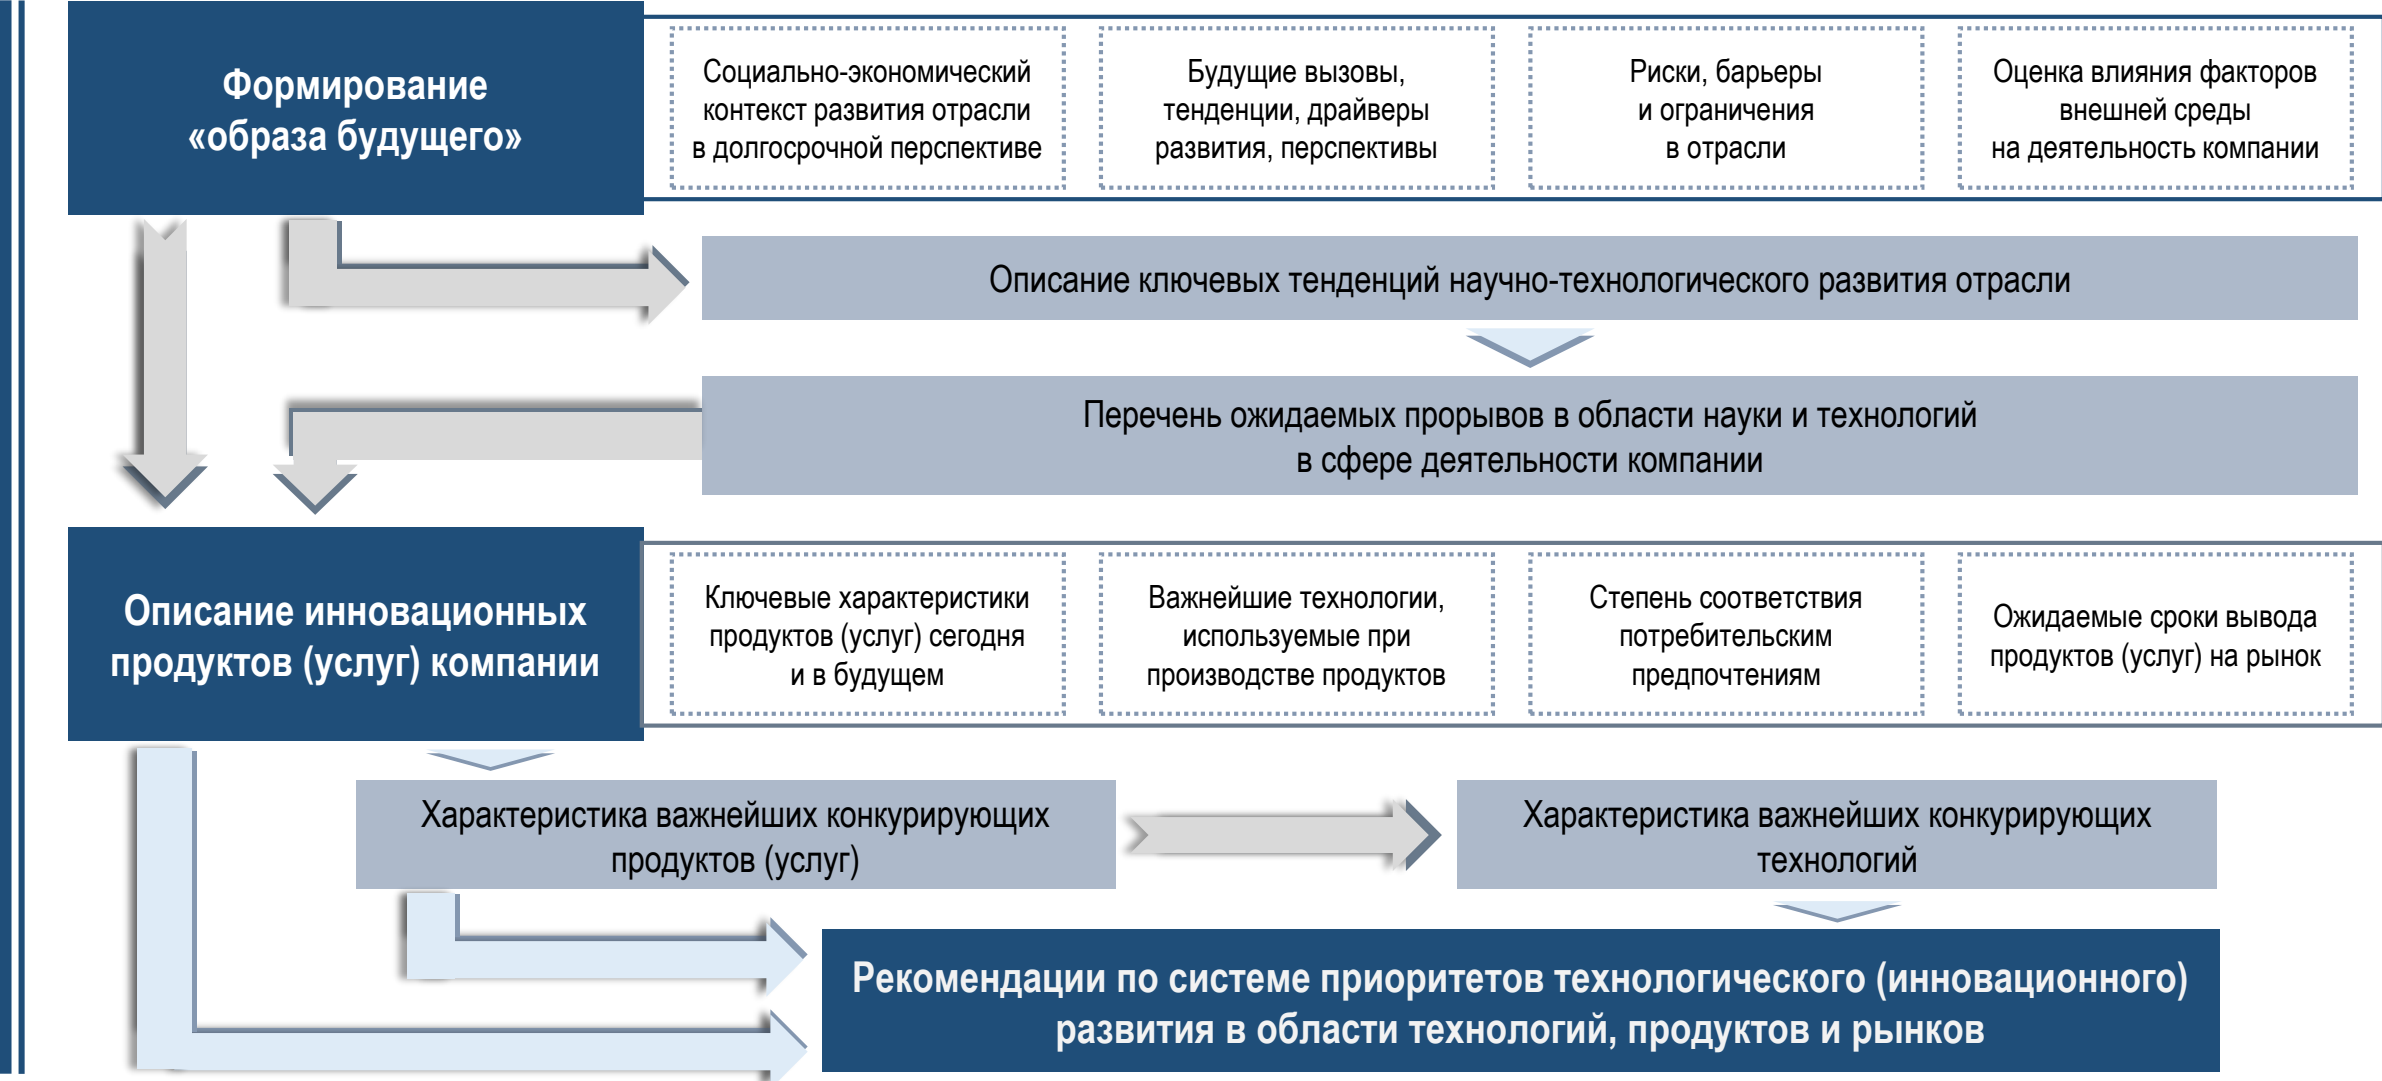 Формирование
«образа будущего»
Социально-экономический
контекст развития отрасли
в долгосрочной перспективе
Будущие вызовы,
тенденции, драйверы
развития, перспективы
Риски, барьеры
и ограничения
в отрасли
Оценка влияния факторов
внешней среды
на деятельность компании
Описание ключевых тенденций научно-технологического развития отрасли
Перечень ожидаемых прорывов в области науки и технологий
в сфере деятельности компании
Описание инновационных
продуктов (услуг) компании
Ключевые характеристики
продуктов (услуг) сегодня
и в будущем
Важнейшие технологии,
используемые при
производстве продуктов
Степень соответствия
потребительским
предпочтениям
Ожидаемые сроки вывода
продуктов (услуг) на рынок
Характеристика важнейших конкурирующих
продуктов (услуг)
Характеристика важнейших конкурирующих
технологий
Рекомендации по системе приоритетов технологического (инновационного)
развития в области технологий, продуктов и рынков